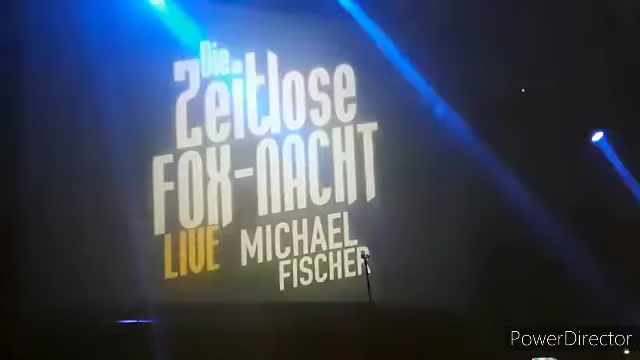 Die
Zeitlose
FOX-NACHT
LIVE MICHAEL
FISCHER
PowerDirector